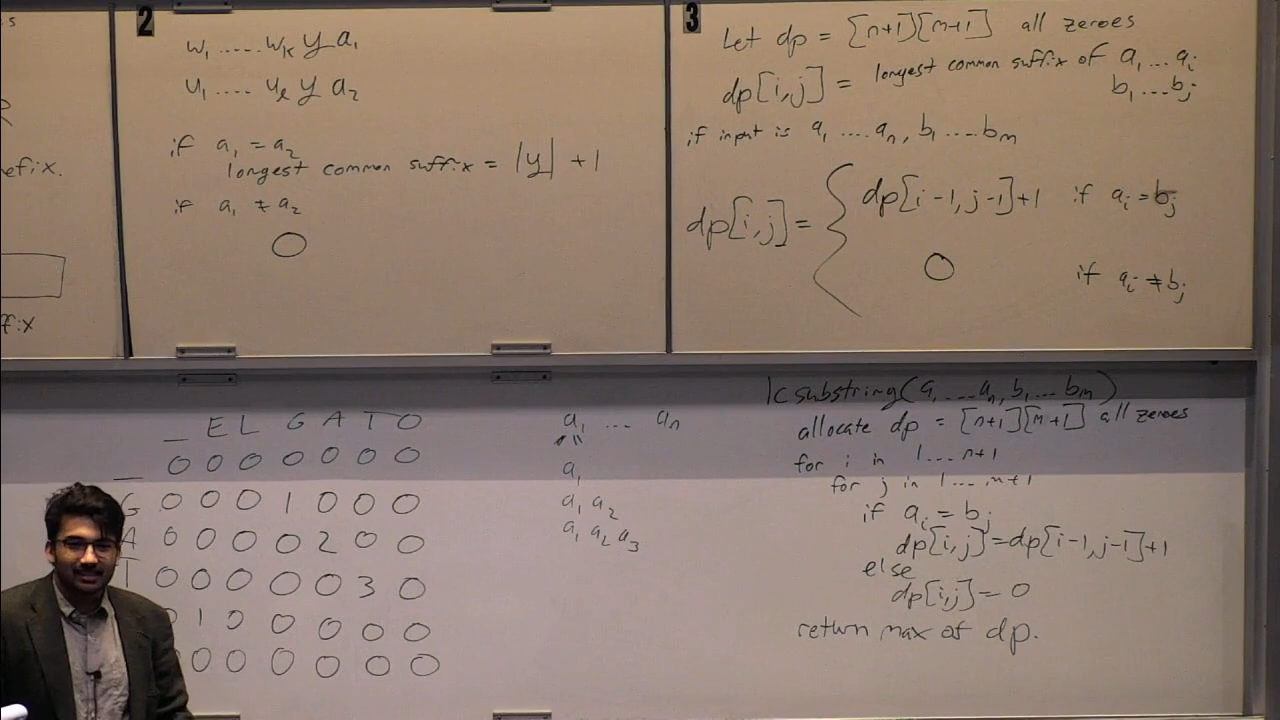 s
R
efix.
ffix
2
w₁ ..... wₖ y a₁
u₁ .... uₗ y a₂
if a₁ = a₂
longest common suffix = |y| + 1
if a₁ ≠ a₂
0
3
Let dp = [n+1][m+1] all zeroes
dp[i,j] = longest common suffix of a₁ ... aᵢ
b₁ ... bⱼ
if input is a₁ .... aₙ, b₁ .... bₘ
dp[i,j] = { dp[i-1, j-1]+1 if aᵢ = bⱼ
0 if aᵢ ≠ bⱼ
_ E L G A T O
_ 0 0 0 0 0 0 0
G 0 0 0 1 0 0 0
A 0 0 0 0 2 0 0
T 0 0 0 0 0 3 0
0 1 0 0 0 0 0
0 0 0 0 0 0 0
a₁ ... aₙ
a₁
a₁ a₂
a₁ a₂ a₃
lcsubstring(a₁ ... aₙ, b₁ ... bₘ)
allocate dp = [n+1][m+1] all zeroes
for i in 1 ... n+1
for j in 1 ... m+1
if aᵢ = bⱼ
dp[i,j] = dp[i-1, j-1]+1
else
dp[i,j] = 0
return max of dp.